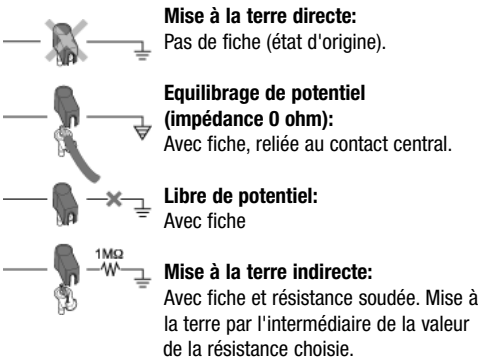 Mise à la terre directe:
Pas de fiche (état d'origine).
Equilibrage de potentiel
(impédance 0 ohm):
Avec fiche, reliée au contact central.
Libre de potentiel:
Avec fiche
1MΩ
Mise à la terre indirecte:
Avec fiche et résistance soudée. Mise à
la terre par l'intermédiaire de la valeur
de la résistance choisie.